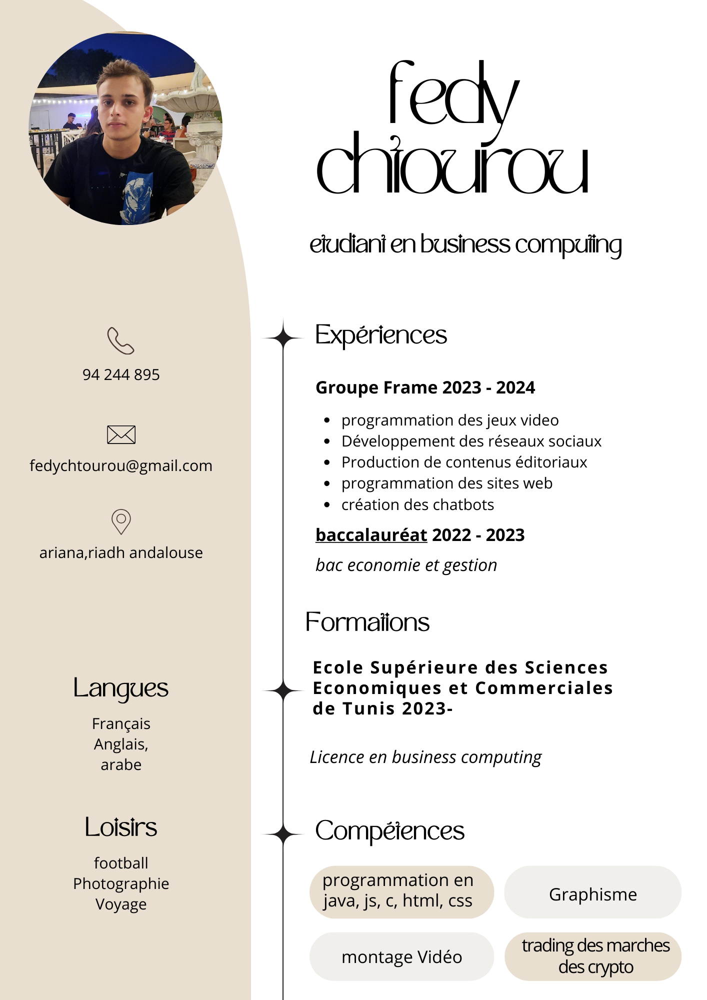 fedy
chtourou
etudiant en business computing
94 244 895
fedychtourou@gmail.com
ariana,riadh andalouse
Langues
Français
Anglais,
arabe
Loisirs
football
Photographie
Voyage
Expériences
Groupe Frame 2023 - 2024
• programmation des jeux video
• Développement des réseaux sociaux
• Production de contenus éditoriaux
• programmation des sites web
• création des chatbots
baccalauréat 2022 - 2023
bac economie et gestion
Formations
Ecole Supérieure des Sciences
Economiques et Commerciales
de Tunis 2023-
Licence en business computing
Compétences
programmation en
java, js, c, html, css
Graphisme
montage Vidéo
trading des marches
des crypto